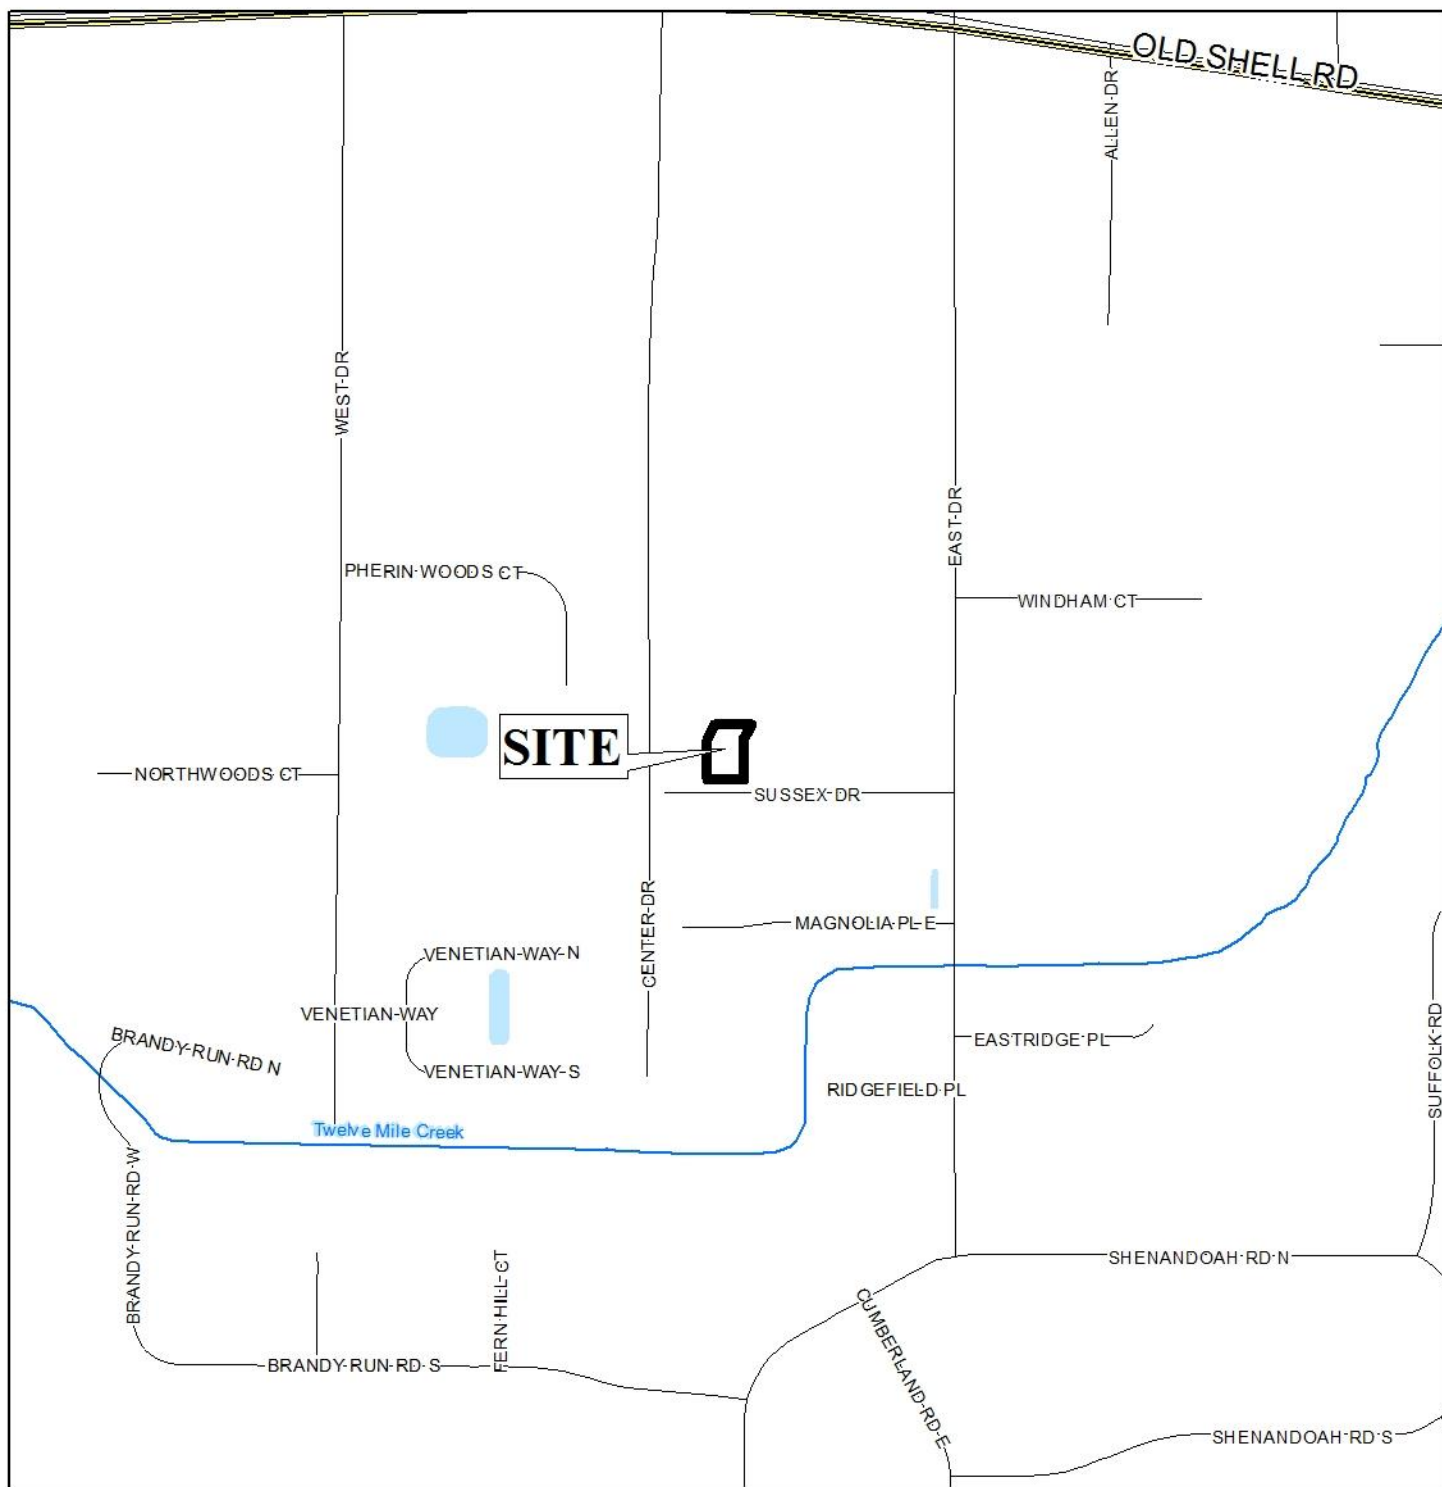 OLD SHELL RD
ALLEN DR
WEST DR
EAST DR
PHERIN WOODS CT
WINDHAM CT
SITE
NORTHWOODS CT
SUSSEX DR
CENTER DR
MAGNOLIA PL E
VENETIAN WAY N
VENETIAN WAY
VENETIAN WAY S
BRANDY RUN RD N
EASTRIDGE PL
RIDGEFIELD PL
SUFFOLK RD
Twelve Mile Creek
BRANDY RUN RD W
FERN HILL CT
SHENANDOAH RD N
CUMBERLAND RD E
BRANDY RUN RD S
SHENANDOAH RD S